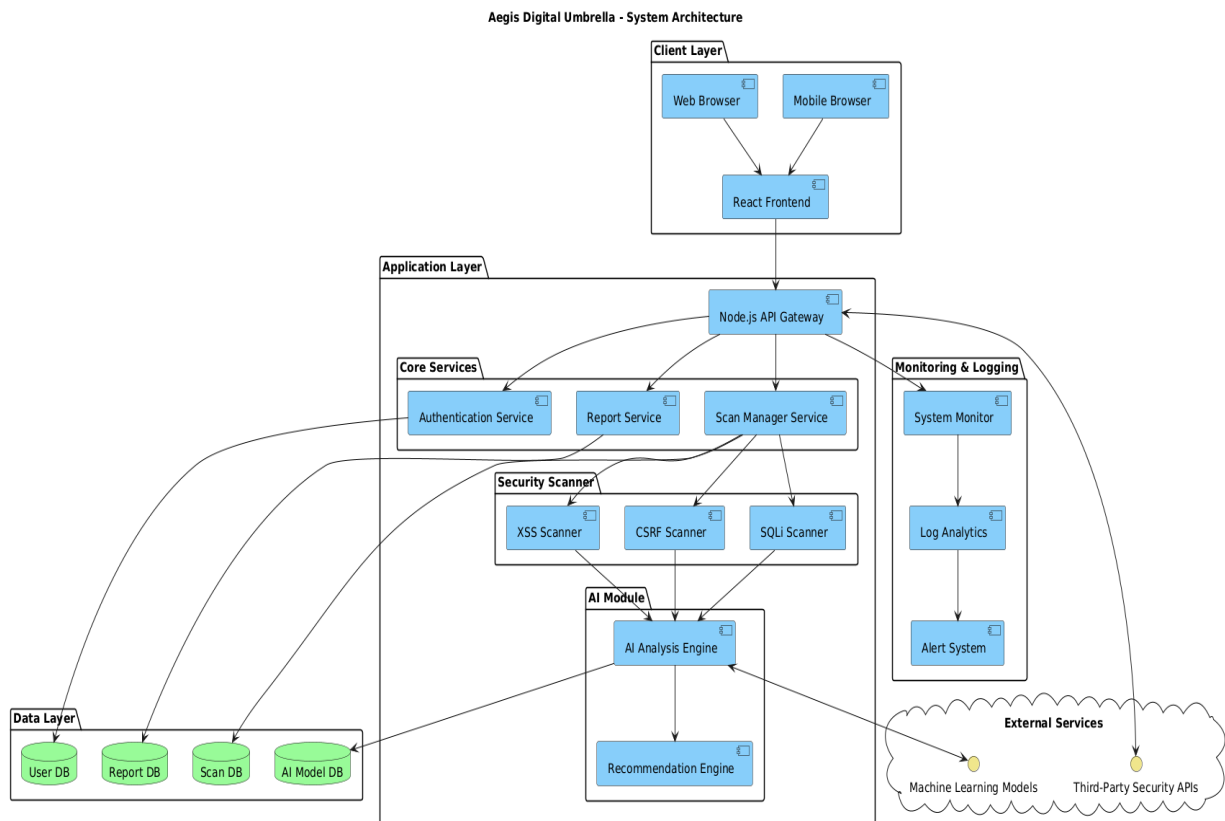 Aegis Digital Umbrella - System Architecture
Client Layer
Web Browser
Mobile Browser
React Frontend
Application Layer
Node.js API Gateway
Core Services
Authentication Service
Report Service
Scan Manager Service
Monitoring & Logging
System Monitor
Security Scanner
XSS Scanner
CSRF Scanner
SQLi Scanner
Log Analytics
AI Module
AI Analysis Engine
Alert System
Recommendation Engine
Data Layer
User DB
Report DB
Scan DB
AI Model DB
External Services
Machine Learning Models
Third-Party Security APIs